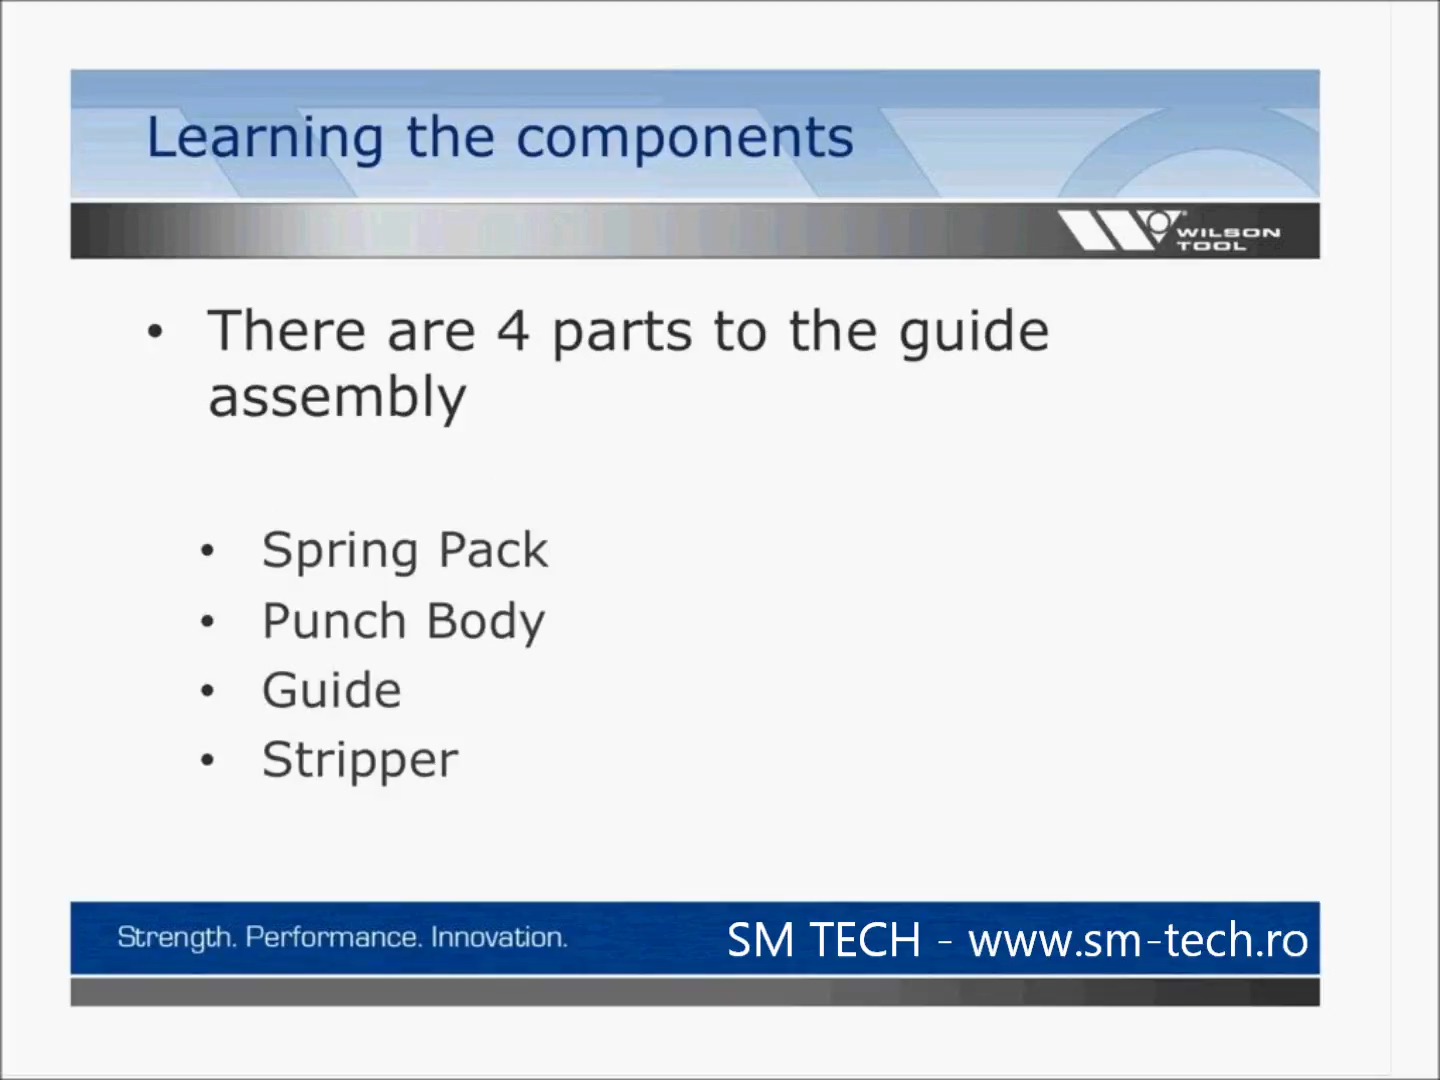 Learning the components
WILSON
TOOL
• There are 4 parts to the guide
assembly
• Spring Pack
• Punch Body
• Guide
• Stripper
Strength. Performance. Innovation.
SM TECH - www.sm-tech.ro